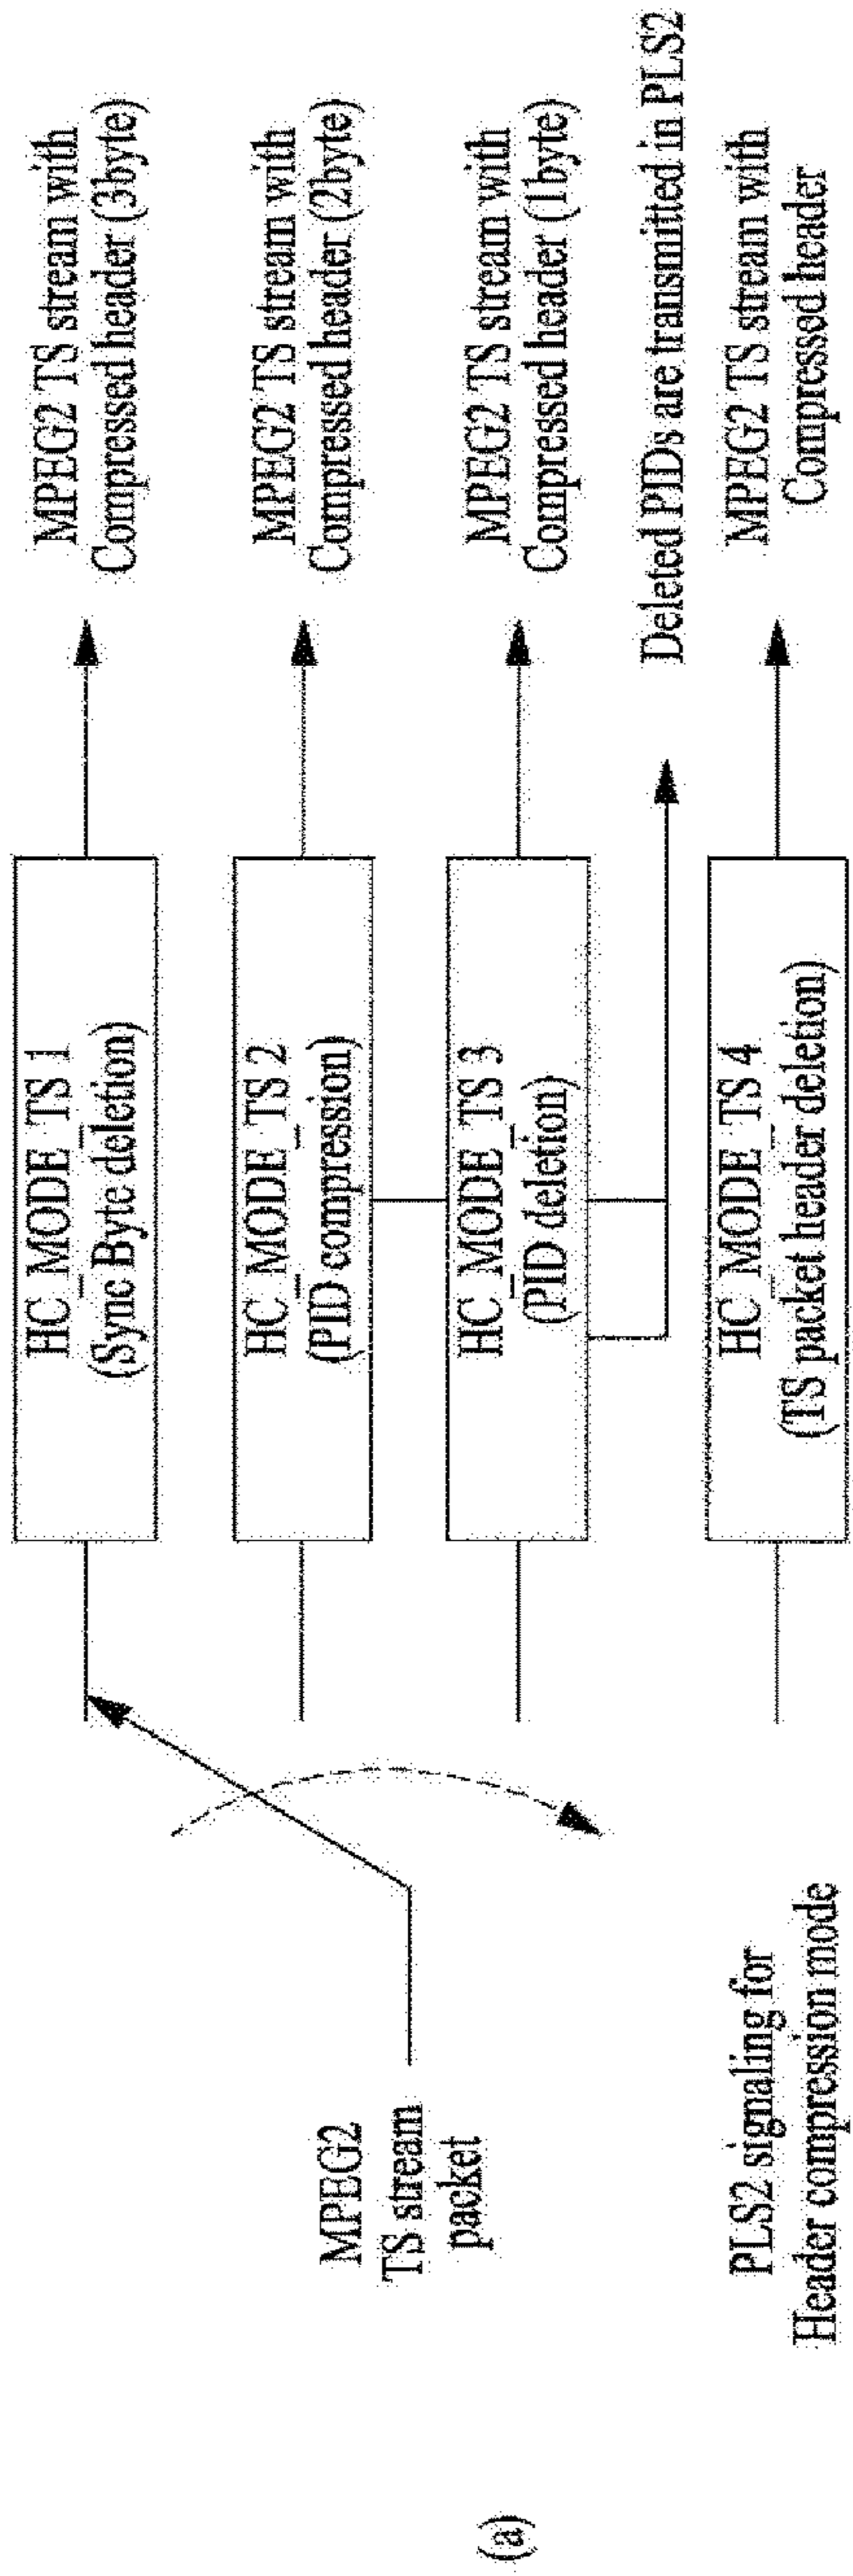 (a)
MPEG2
TS stream
packet
PLS2 signaling for
Header compression mode
HC_MODE_TS 1
(Sync Byte deletion)
MPEG2 TS stream with
Compressed header (3byte)
HC_MODE_TS 2
(PID compression)
MPEG2 TS stream with
Compressed header (2byte)
HC_MODE_TS 3
(PID deletion)
MPEG2 TS stream with
Compressed header (1byte)
Deleted PIDs are transmitted in PLS2
HC_MODE_TS 4
(TS packet header deletion)
MPEG2 TS stream with
Compressed header